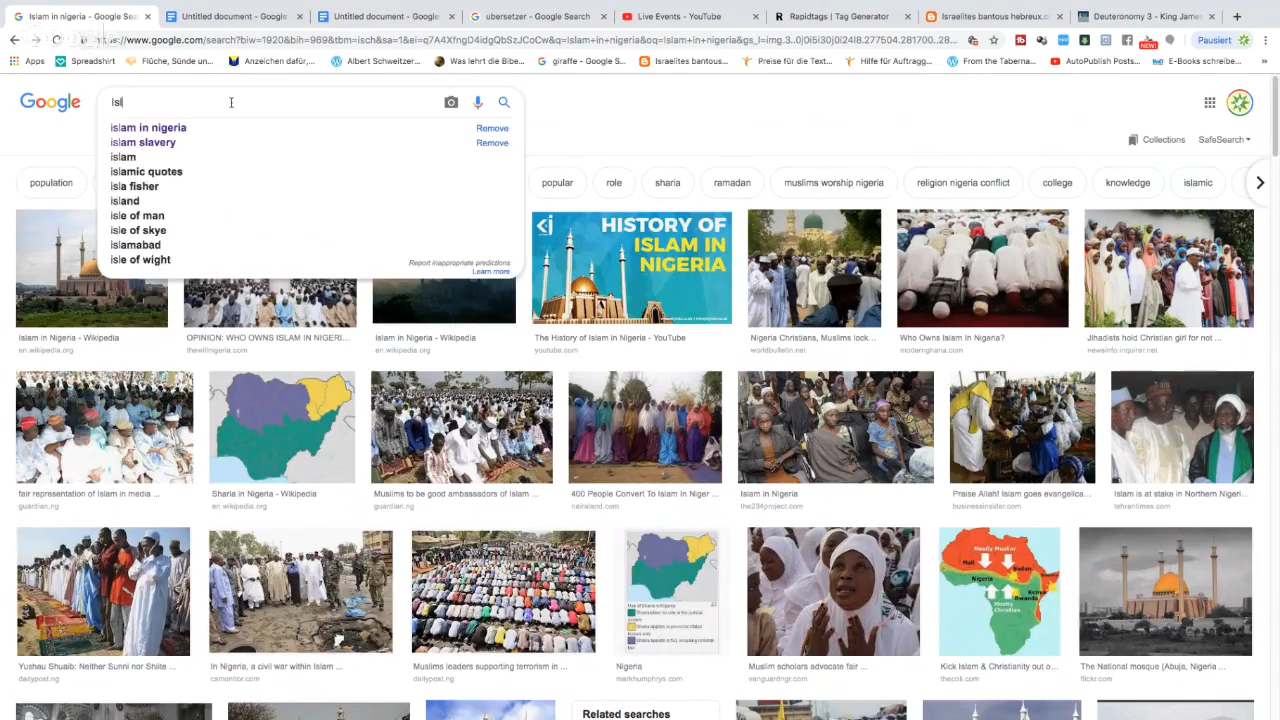 Islam in nigeria - Google Search
Untitled document - Google
Untitled document - Google
ubersetzer - Google Search
Live Events - YouTube
Rapidtags | Tag Generator
Israelites bantous hebreux:
Deuteronomy 3 - King James
https://www.google.com/search?biw=1920&bih=969&tbm=isch&sa=1&ei=q7A4XfngD4idgQbSzJCoCw&q=Islam+in+nigeria&oq=Islam+in+nigeria&gs_l=img.3..0i5i30j0i24l8.277504.281700..28...
NEW!
Pausiert
Apps
Spreadshirt
Flüche, Sünde un...
Anzeichen dafür,...
Albert Schweitzer...
Was lehrt die Bibe...
giraffe - Google S...
Israelites bantous...
Preise für die Text...
Hilfe für Auftragg...
From the Taberna...
AutoPublish Posts...
E-Books schreibe...
Google
Isl
Collections
SafeSearch
islam in nigeria
Remove
islam slavery
Remove
islam
islamic quotes
isla fisher
island
isle of man
isle of skye
islamabad
isle of wight
Report inappropriate predictions
Learn more
population
popular
role
sharia
ramadan
muslims worship nigeria
religion nigeria conflict
college
knowledge
islamic
HISTORY OF
ISLAM IN
NIGERIA
Islam in Nigeria - Wikipedia
OPINION: WHO OWNS ISLAM IN NIGERI...
Islam in Nigeria - Wikipedia
The History of Islam in Nigeria - YouTube
Nigeria Christians, Muslims lock...
Who Owns Islam In Nigeria?
Jihadists hold Christian girl for not ...
en.wikipedia.org
thewillnigeria.com
en.wikipedia.org
youtube.com
worldbulletin.net
modernghana.com
newsinfo.inquirer.net
fair representation of Islam in media ...
Sharia in Nigeria - Wikipedia
Muslims to be good ambassadors of Islam ...
400 People Convert To Islam In Niger ...
Islam in Nigeria
Praise Allah! Islam goes evangelica...
Islam is at stake in Northern Nigeri...
guardian.ng
en.wikipedia.org
guardian.ng
nairaland.com
the234project.com
businessinsider.com
tehrantimes.com
Mostly Muslim
Mali
Sudan
Nigeria
Kenya
Rwanda
Mostly
Christian
Yushau Shuaib: Neither Sunni nor Shiite ...
In Nigeria, a civil war within Islam ...
Muslims leaders supporting terrorism in ...
Nigeria
Muslim scholars advocate fair ...
Kick Islam & Christianity out o...
The National mosque (Abuja, Nigeria ...
dailypost.ng
csmonitor.com
dailypost.ng
markhumphrys.com
vanguardngr.com
thecoli.com
flickr.com
Related searches